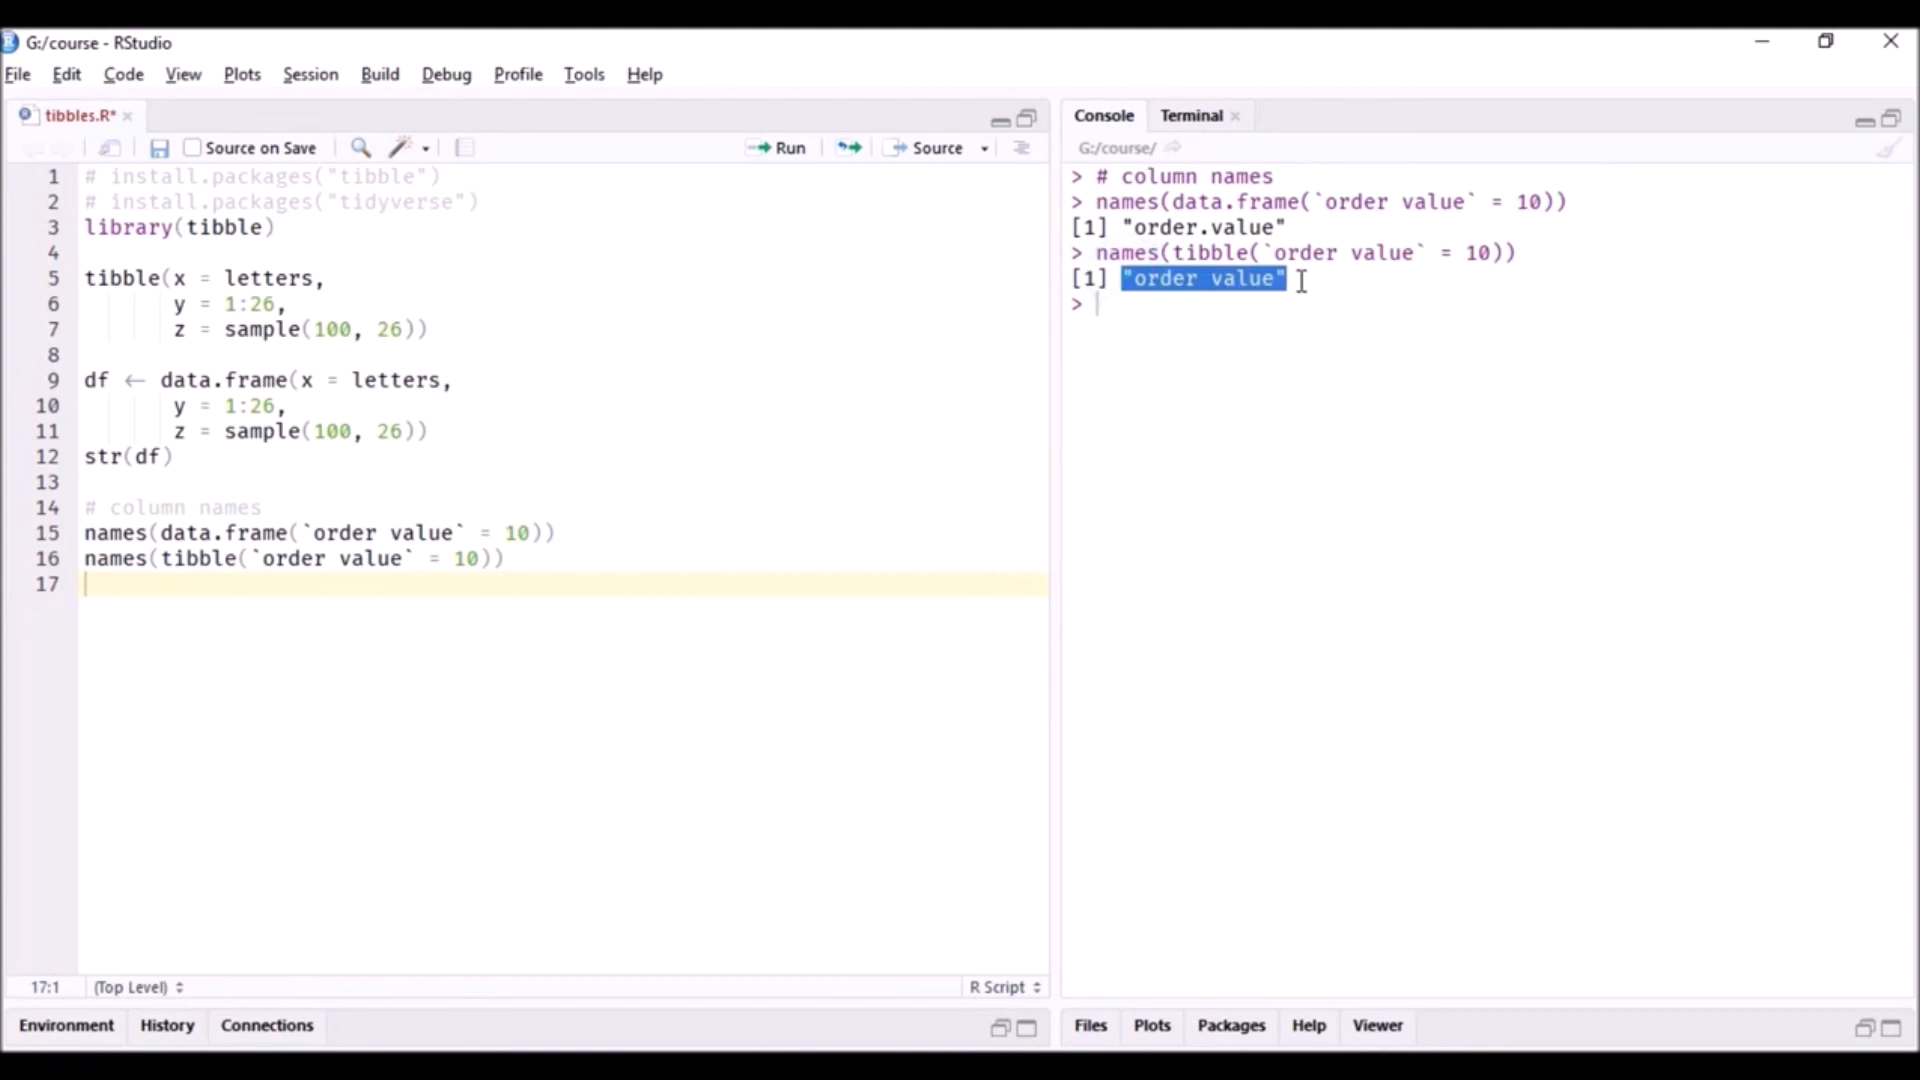 G:/course - RStudio
File Edit Code View Plots Session Build Debug Profile Tools Help
tibbles.R*
Source on Save Run Source
1 # install.packages("tibble")
2 # install.packages("tidyverse")
3 library(tibble)
4
5 tibble(x = letters,
6 y = 1:26,
7 z = sample(100, 26))
8
9 df ← data.frame(x = letters,
10 y = 1:26,
11 z = sample(100, 26))
12 str(df)
13
14 # column names
15 names(data.frame(`order value` = 10))
16 names(tibble(`order value` = 10))
17
17:1 (Top Level) R Script
Environment History Connections
Console Terminal
G:/course/
> # column names
> names(data.frame(`order value` = 10))
[1] "order.value"
> names(tibble(`order value` = 10))
[1] "order value"
>
Files Plots Packages Help Viewer